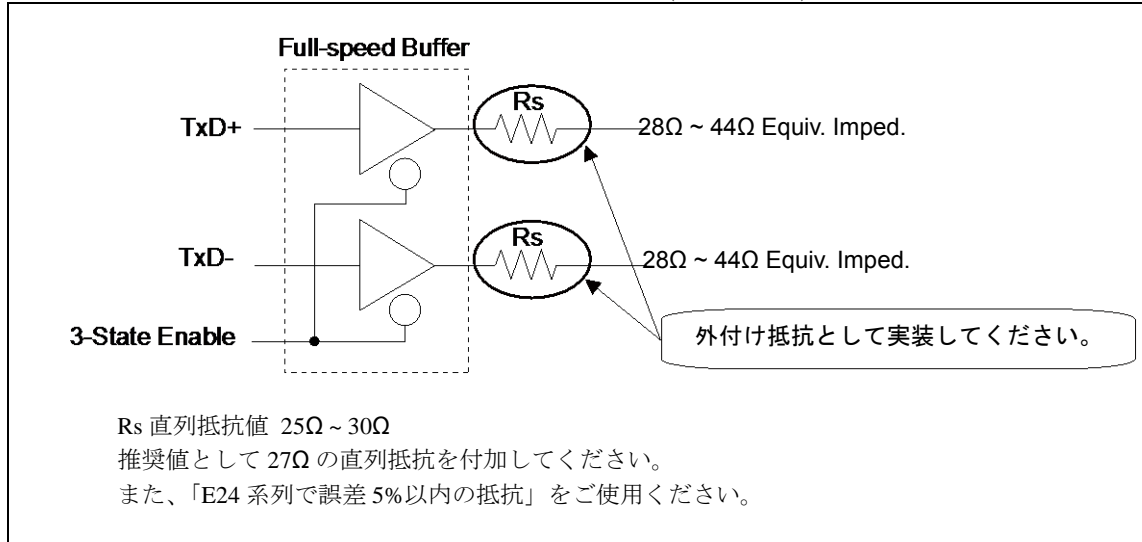 Full-speed Buffer
Rs
TxD+
28Ω ~ 44Ω Equiv. Imped.
Rs
TxD-
28Ω ~ 44Ω Equiv. Imped.
3-State Enable
外付け抵抗として実装してください。
Rs 直列抵抗値 25Ω ~ 30Ω
推奨値として 27Ω の直列抵抗を付加してください。
また、「E24 系列で誤差 5%以内の抵抗」をご使用ください。